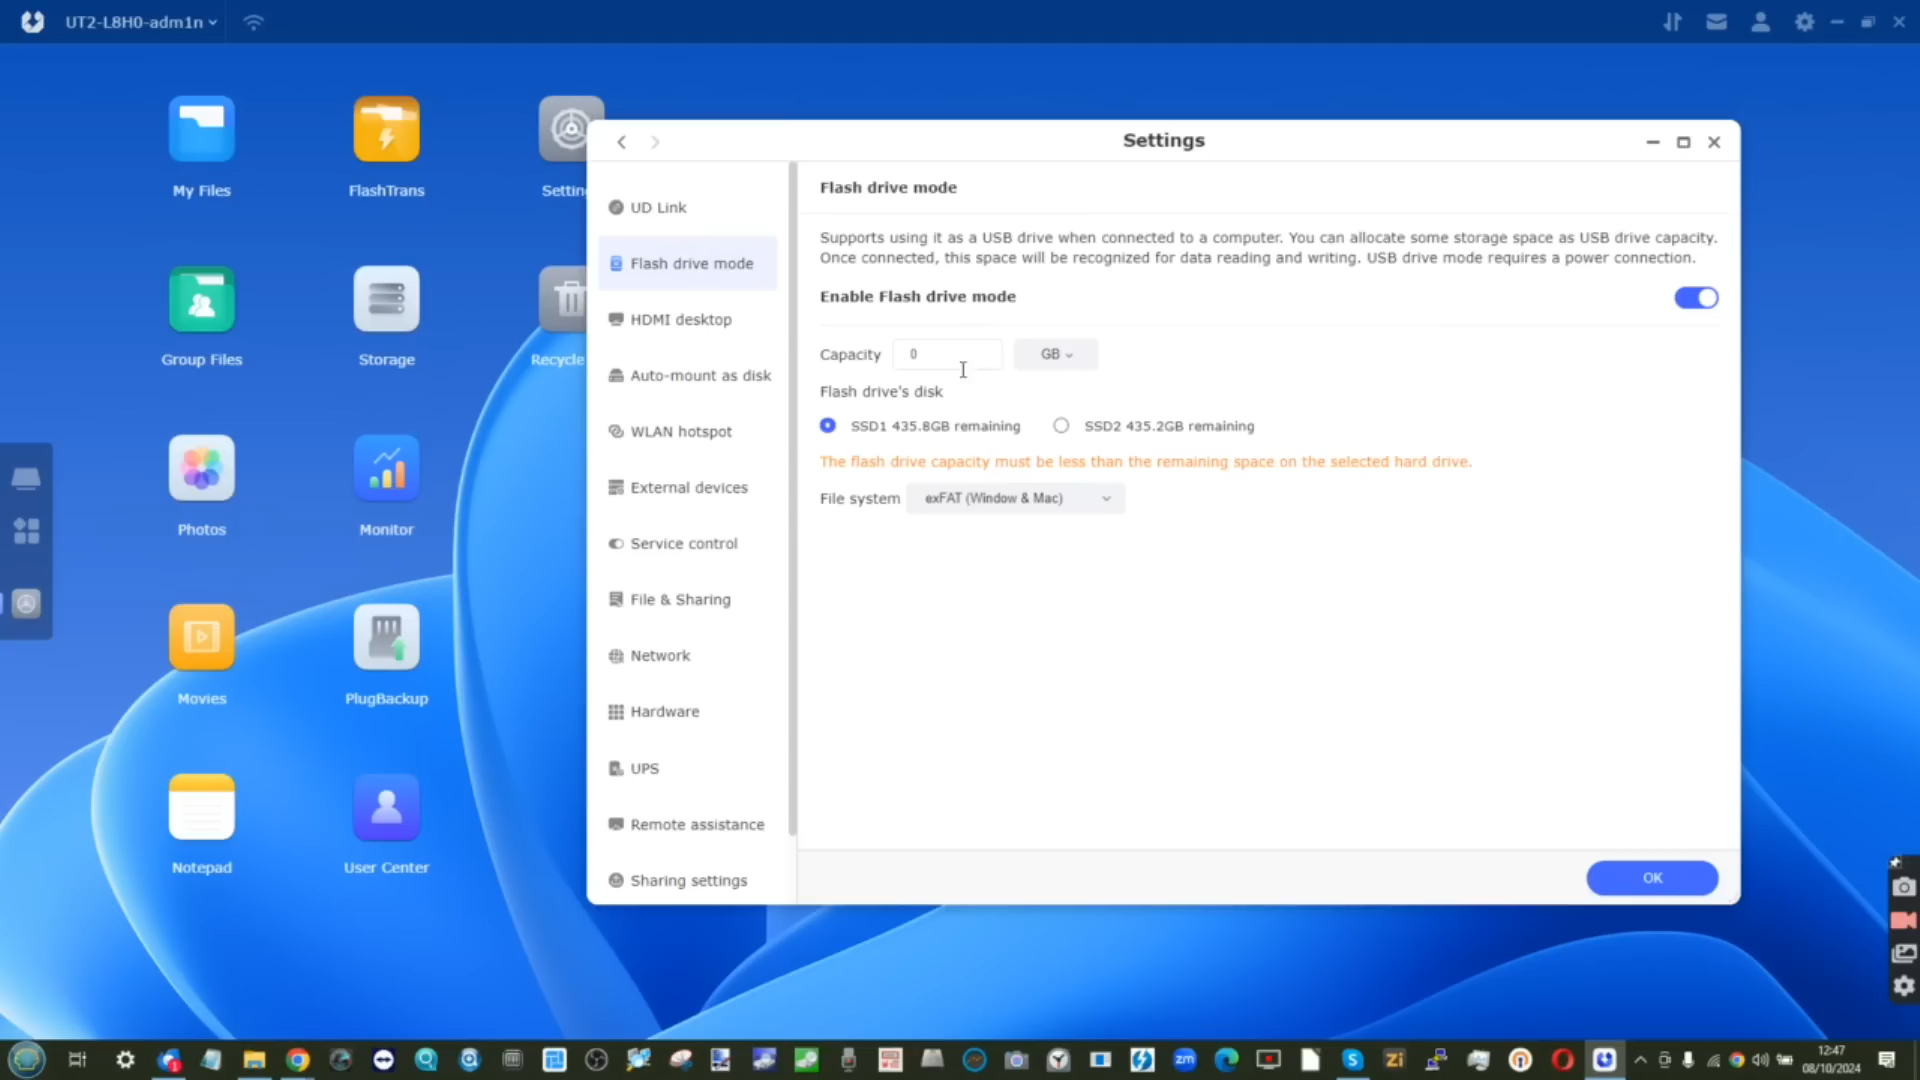 UT2-L8H0-adm1n
My Files
FlashTrans
Settin
Group Files
Storage
Recycle
Photos
Monitor
Movies
PlugBackup
Notepad
User Center
Settings
UD Link
Flash drive mode
HDMI desktop
Auto-mount as disk
WLAN hotspot
External devices
Service control
File & Sharing
Network
Hardware
UPS
Remote assistance
Sharing settings
Flash drive mode
Supports using it as a USB drive when connected to a computer. You can allocate some storage space as USB drive capacity.
Once connected, this space will be recognized for data reading and writing. USB drive mode requires a power connection.
Enable Flash drive mode
Capacity 0 GB
Flash drive's disk
SSD1 435.8GB remaining SSD2 435.2GB remaining
The flash drive capacity must be less than the remaining space on the selected hard drive.
File system exFAT (Window & Mac)
OK
zm
Zi
12:47
08/10/2024